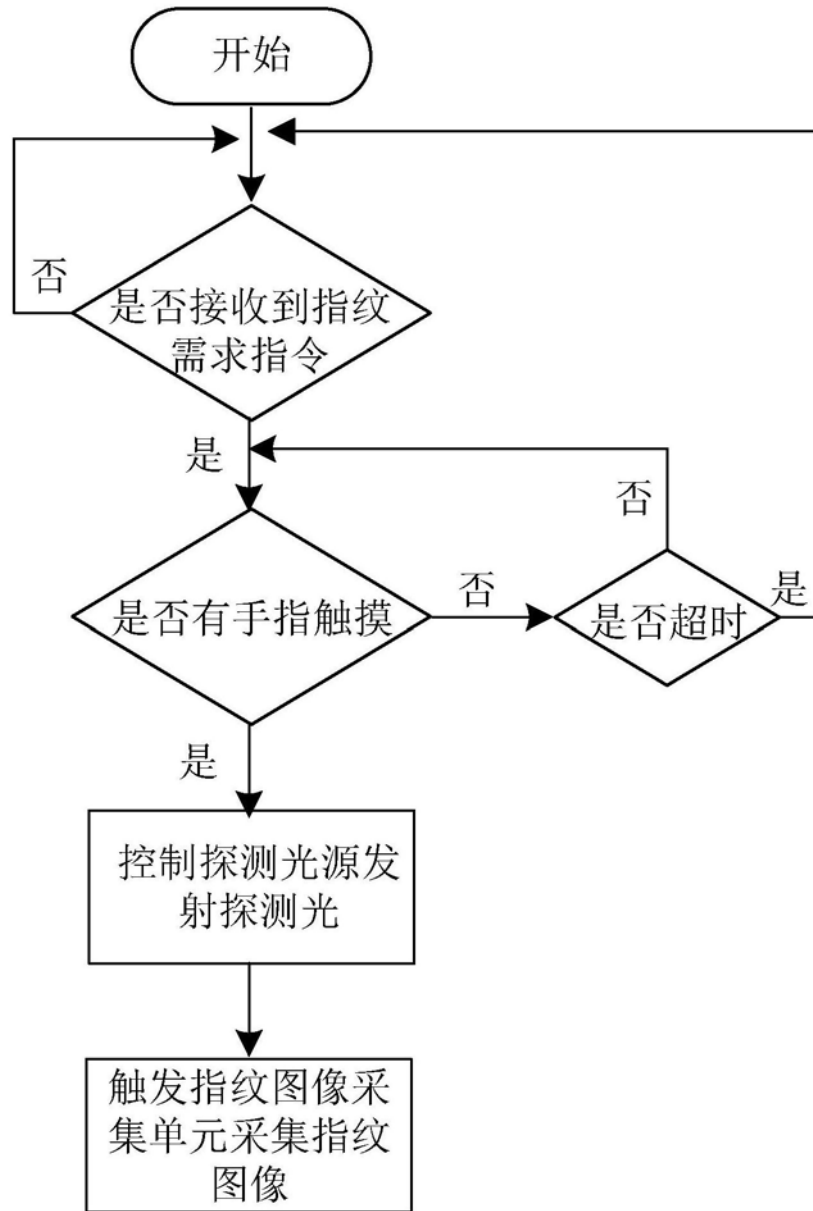 开始
否
是否接收到指纹
需求指令
是
否
是否有手指触摸
否
是否超时
是
是
控制探测光源发
射探测光
触发指纹图像采
集单元采集指纹
图像